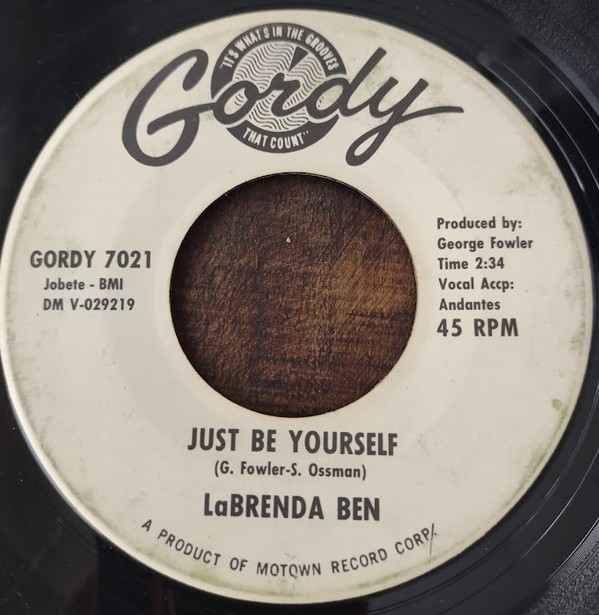 "IT'S WHAT'S IN THE GROOVES
Gordy
THAT COUNT"
GORDY 7021
Jobete - BMI
DM V-029219
Produced by:
George Fowler
Time 2:34
Vocal Accp:
Andantes
45 RPM
JUST BE YOURSELF
(G. Fowler-S. Ossman)
LaBRENDA BEN
A PRODUCT OF MOTOWN RECORD CORP.